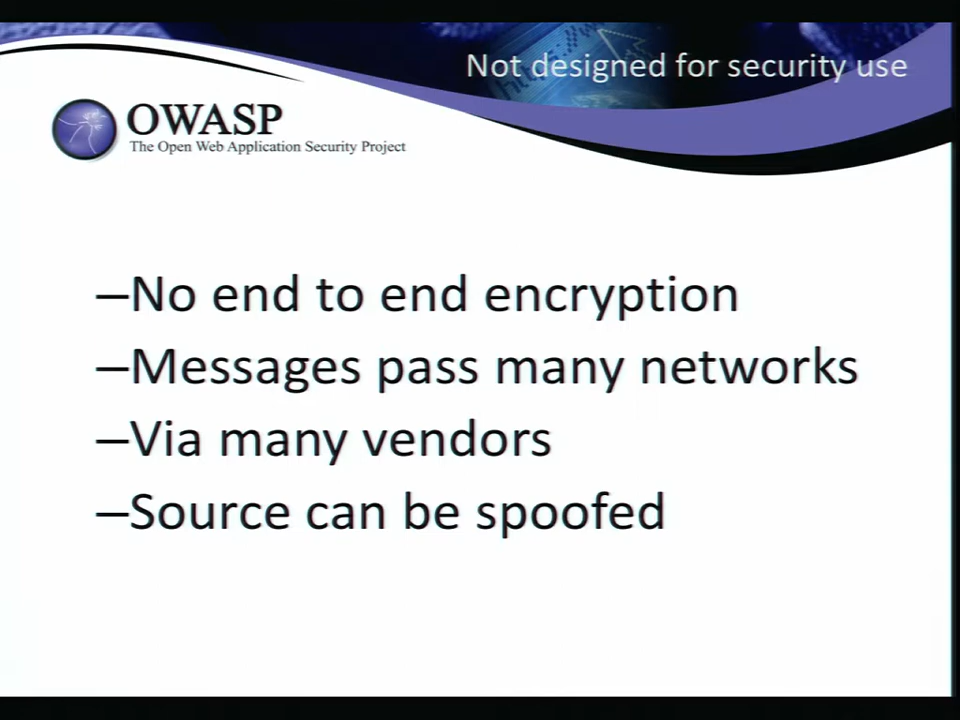 Not designed for security use
OWASP
The Open Web Application Security Project
–No end to end encryption
–Messages pass many networks
–Via many vendors
–Source can be spoofed